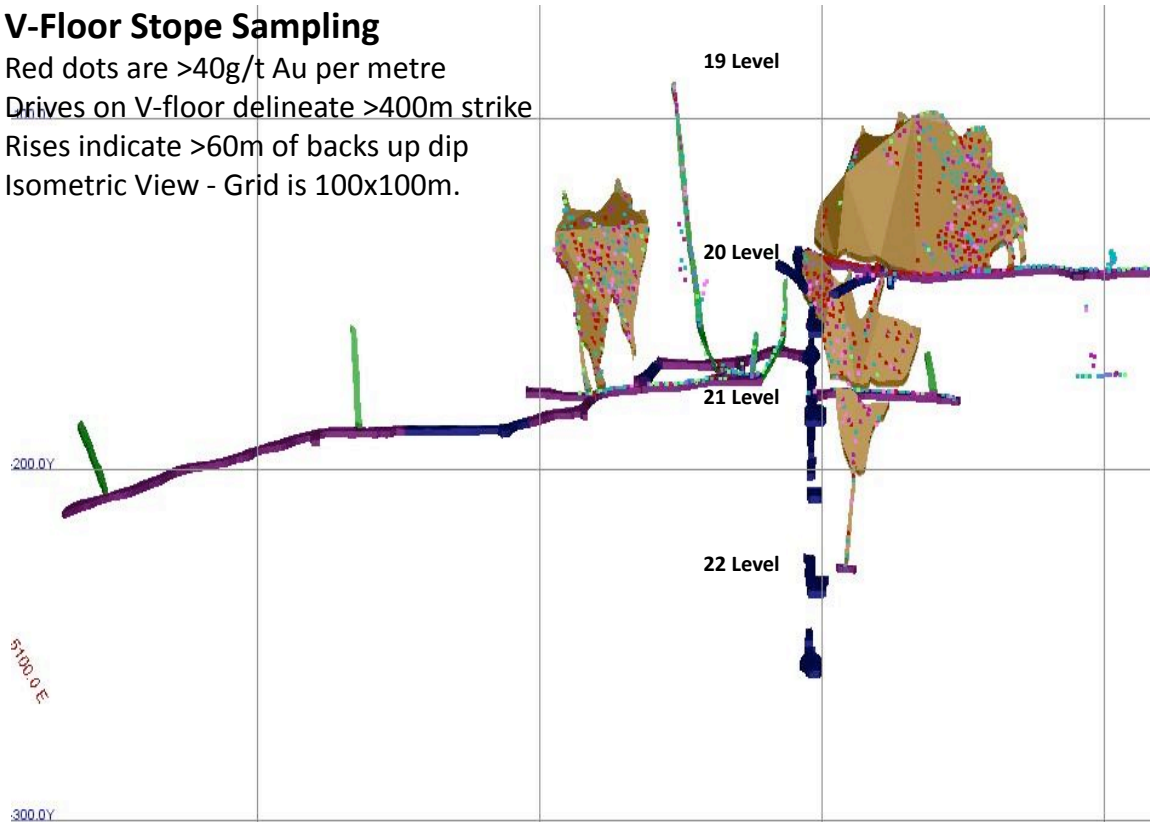 V-Floor Stope Sampling
Red dots are >40g/t Au per metre
Drives on V-floor delineate >400m strike
Rises indicate >60m of backs up dip
Isometric View - Grid is 100x100m.
19 Level
20 Level
21 Level
200.0Y
22 Level
5100.0 E
300.0Y